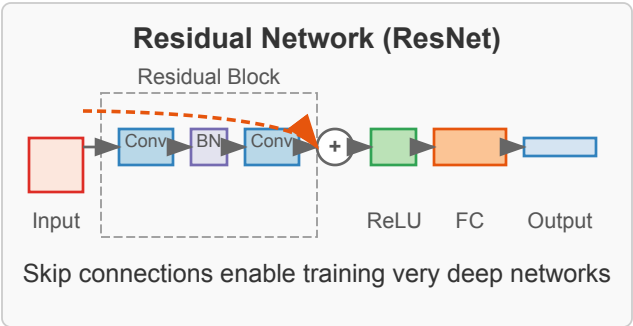 Residual Network (ResNet)
Residual Block
Conv BN Conv +
Input ReLU FC Output
Skip connections enable training very deep networks